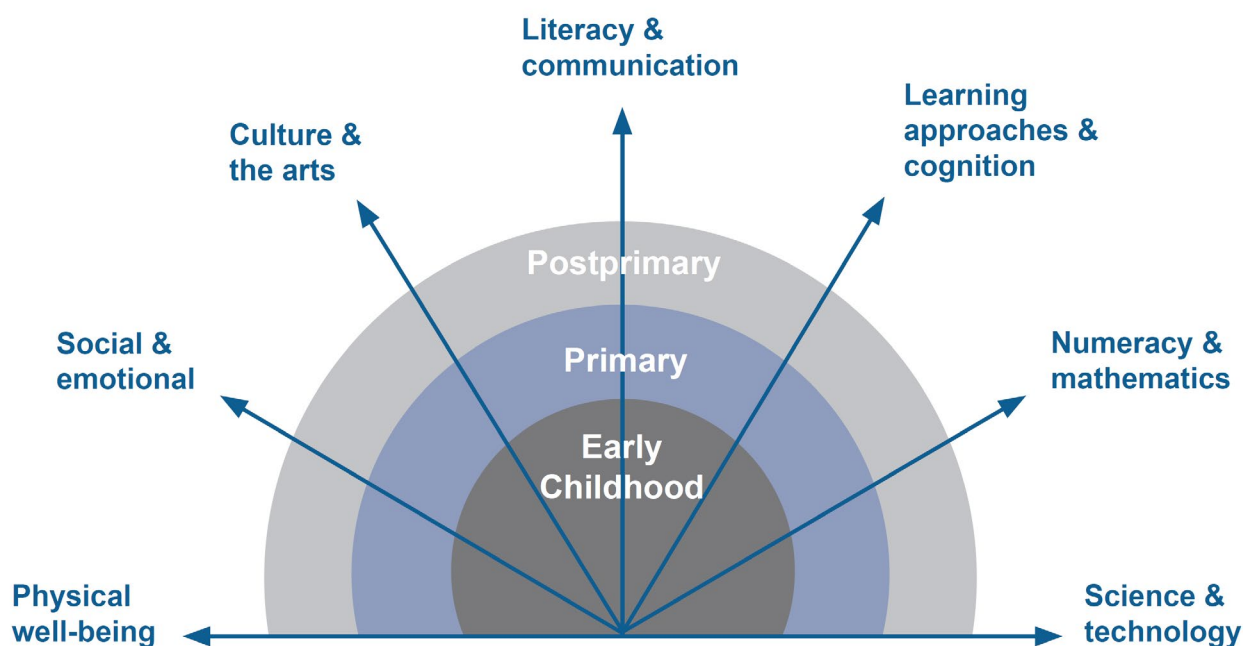 Literacy &
communication
Learning
approaches &
cognition
Culture &
the arts
Postprimary
Social &
emotional
Primary
Numeracy &
mathematics
Early
Childhood
Physical
well-being
Science &
technology